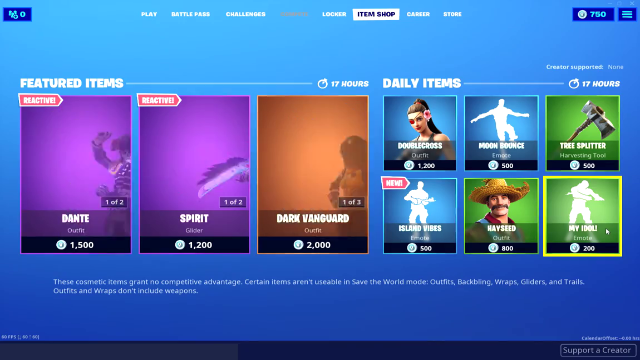 0
PLAY
BATTLE PASS
CHALLENGES
LOCKER
ITEM SHOP
CAREER
STORE
750
Creator supported: None
FEATURED ITEMS
17 HOURS
DAILY ITEMS
17 HOURS
REACTIVE!
1 of 2
DANTE
Outfit
1,500
REACTIVE!
1 of 2
SPIRIT
Glider
1,200
1 of 3
DARK VANGUARD
Outfit
2,000
DOUBLECROSS
Outfit
1,200
MOON BOUNCE
Emote
500
TREE SPLITTER
Harvesting Tool
500
NEW!
ISLAND VIBES
Emote
500
HAYSEED
Outfit
800
MY IDOL!
Emote
200
These cosmetic items grant no competitive advantage. Certain items aren't useable in Save the World mode: Outfits, Backbling, Wraps, Gliders, and Trails.
Outfits and Wraps don't include weapons.
Support a Creator